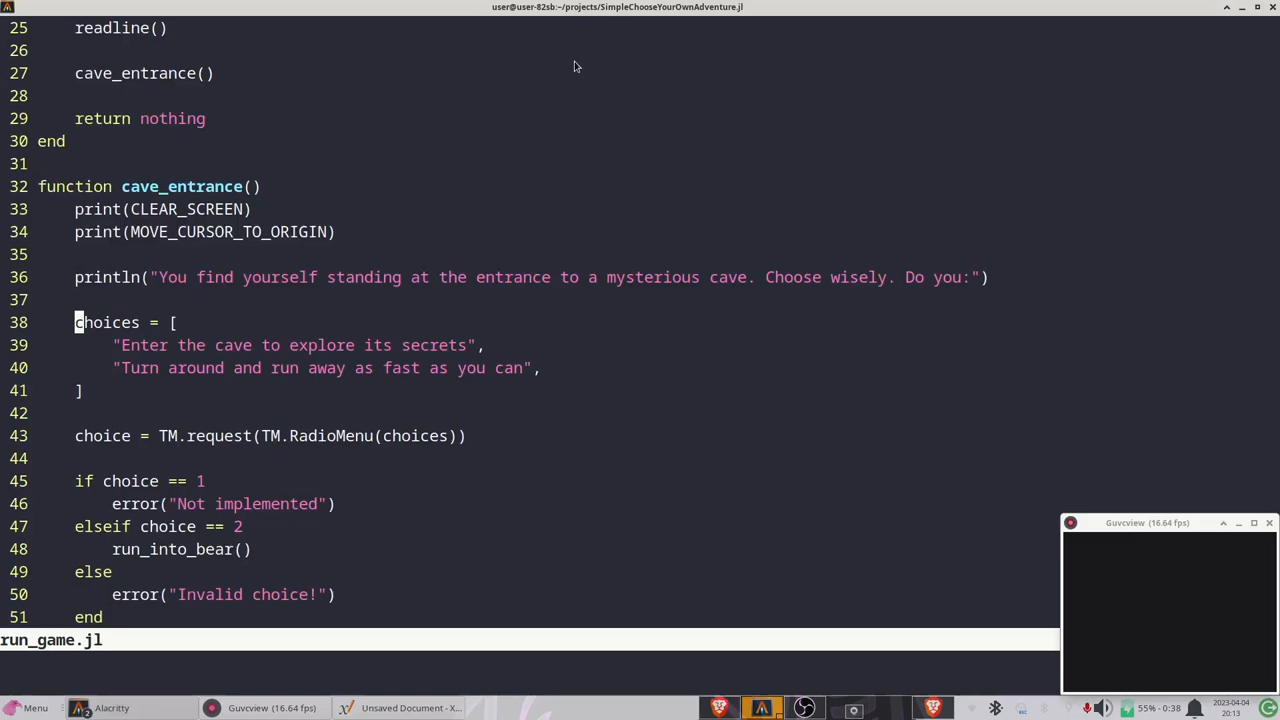 user@user-82sb:~/projects/SimpleChooseYourOwnAdventure.jl
25 readline()
26
27 cave_entrance()
28
29 return nothing
30 end
31
32 function cave_entrance()
33 print(CLEAR_SCREEN)
34 print(MOVE_CURSOR_TO_ORIGIN)
35
36 println("You find yourself standing at the entrance to a mysterious cave. Choose wisely. Do you:")
37
38 choices = [
39 "Enter the cave to explore its secrets",
40 "Turn around and run away as fast as you can",
41 ]
42
43 choice = TM.request(TM.RadioMenu(choices))
44
45 if choice == 1
46 error("Not implemented")
47 elseif choice == 2
48 run_into_bear()
49 else
50 error("Invalid choice!")
51 end
run_game.jl
Guvcview (16.64 fps)
Menu
Alacritty
Guvcview (16.64 fps)
Unsaved Document - X...
55% - 0:38
2023-04-04
20:13